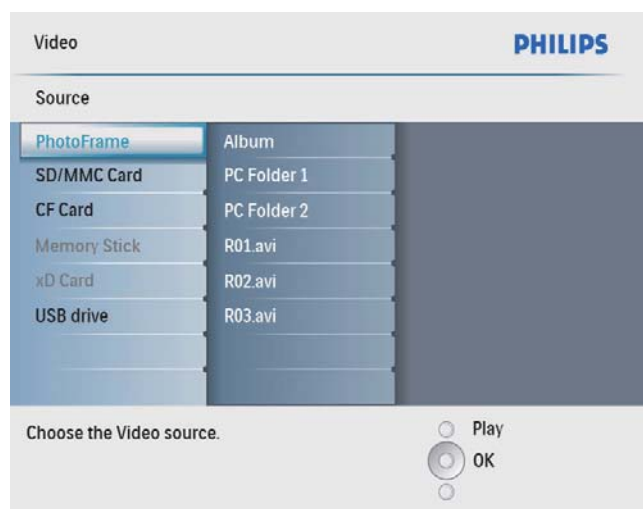 Video
PHILIPS
Source
PhotoFrame
SD/MMC Card
CF Card
Memory Stick
xD Card
USB drive
Album
PC Folder 1
PC Folder 2
R01.avi
R02.avi
R03.avi
Choose the Video source.
Play
OK